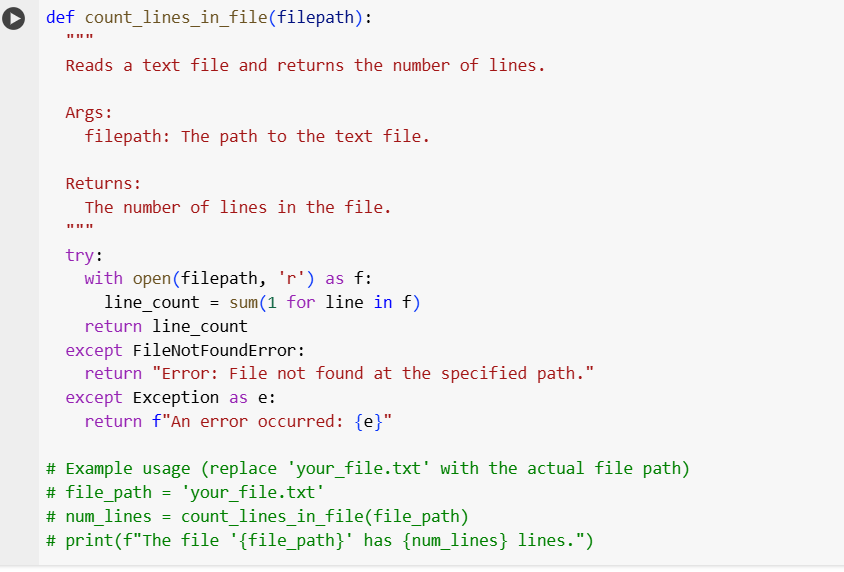 def count_lines_in_file(filepath):
  """
  Reads a text file and returns the number of lines.

  Args:
    filepath: The path to the text file.

  Returns:
    The number of lines in the file.
  """
  try:
    with open(filepath, 'r') as f:
      line_count = sum(1 for line in f)
    return line_count
  except FileNotFoundError:
    return "Error: File not found at the specified path."
  except Exception as e:
    return f"An error occurred: {e}"

# Example usage (replace 'your_file.txt' with the actual file path)
# file_path = 'your_file.txt'
# num_lines = count_lines_in_file(file_path)
# print(f"The file '{file_path}' has {num_lines} lines.")